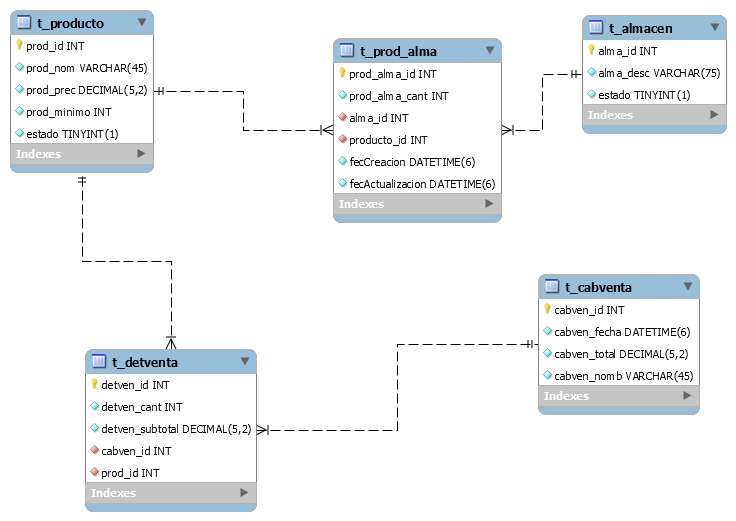 t_producto
prod_id INT
prod_nom VARCHAR(45)
prod_prec DECIMAL(5,2)
prod_minimo INT
estado TINYINT(1)
Indexes
t_prod_alma
prod_alma_id INT
prod_alma_cant INT
alma_id INT
producto_id INT
fecCreacion DATETIME(6)
fecActualizacion DATETIME(6)
Indexes
t_almacen
alma_id INT
alma_desc VARCHAR(75)
estado TINYINT(1)
Indexes
t_cabventa
cabven_id INT
cabven_fecha DATETIME(6)
cabven_total DECIMAL(5,2)
cabven_nomb VARCHAR(45)
Indexes
t_detventa
detven_id INT
detven_cant INT
detven_subtotal DECIMAL(5,2)
cabven_id INT
prod_id INT
Indexes